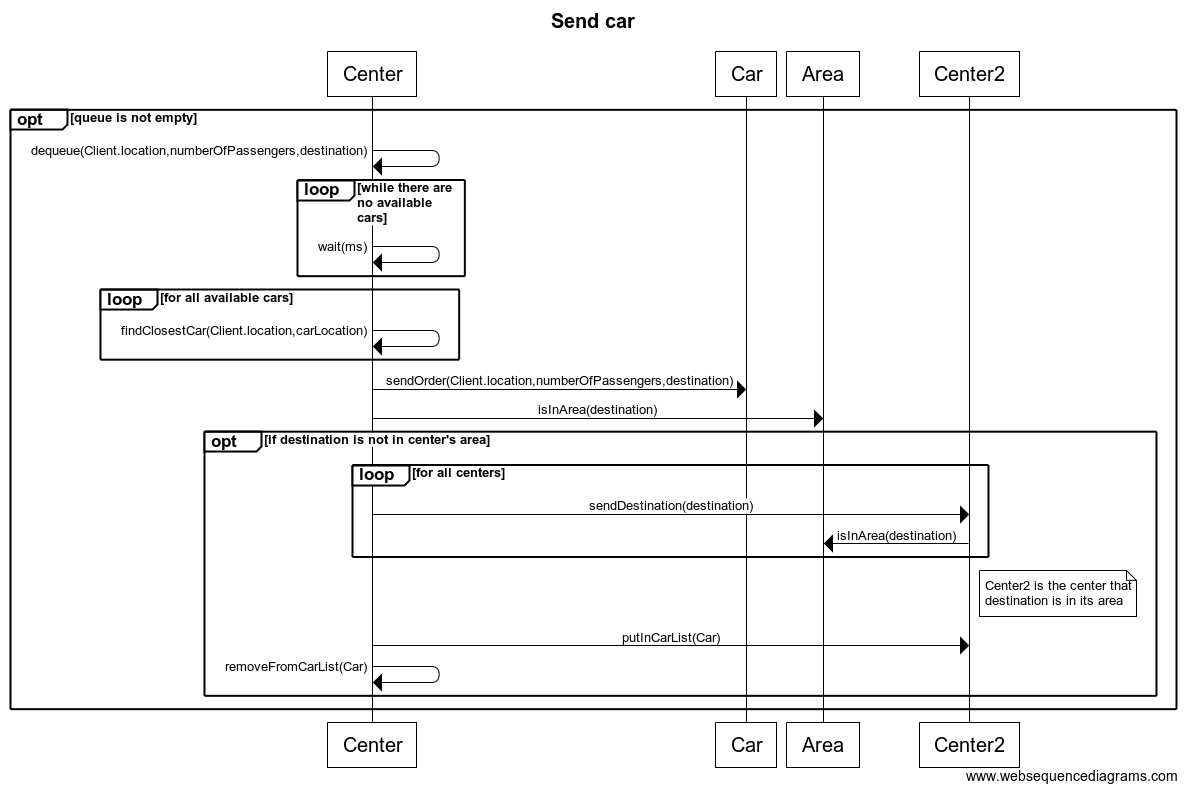 Send car
Center
Car
Area
Center2
opt
[queue is not empty]
dequeue(Client.location,numberOfPassengers,destination)
loop
[while there are
no available
cars]
wait(ms)
loop
[for all available cars]
findClosestCar(Client.location,carLocation)
sendOrder(Client.location,numberOfPassengers,destination)
isInArea(destination)
opt
[if destination is not in center's area]
loop
[for all centers]
sendDestination(destination)
isInArea(destination)
Center2 is the center that
destination is in its area
putInCarList(Car)
removeFromCarList(Car)
Center
Car
Area
Center2
www.websequencediagrams.com